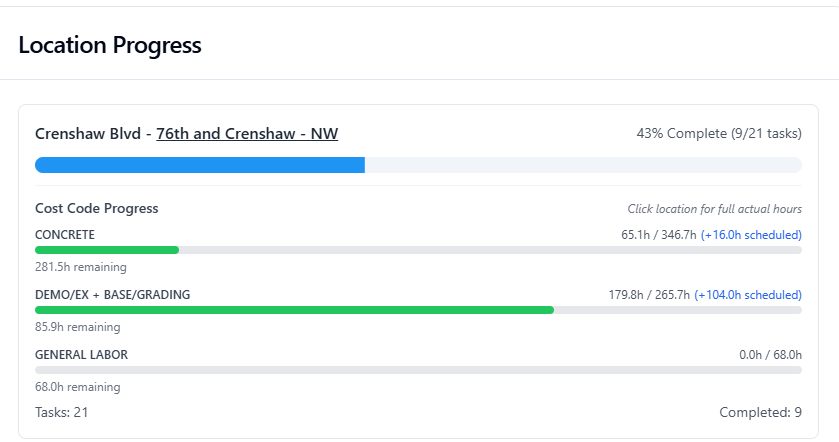 Location Progress
Crenshaw Blvd - 76th and Crenshaw - NW 43% Complete (9/21 tasks)
Cost Code Progress Click location for full actual hours
CONCRETE 65.1h / 346.7h (+16.0h scheduled)
281.5h remaining
DEMO/EX + BASE/GRADING 179.8h / 265.7h (+104.0h scheduled)
85.9h remaining
GENERAL LABOR 0.0h / 68.0h
68.0h remaining
Tasks: 21 Completed: 9